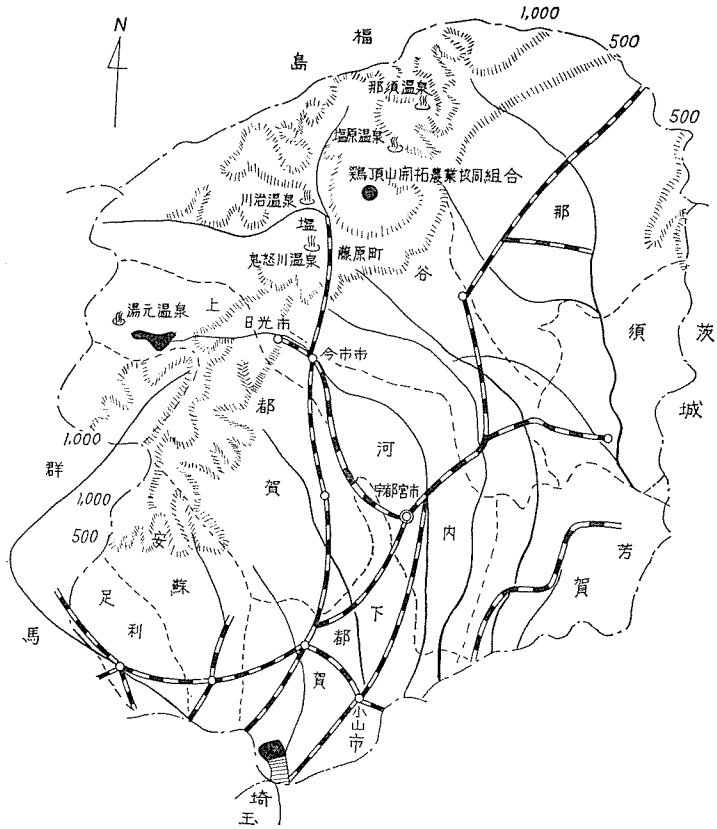 N
1,000
福
島
500
那須温泉
500
塩原温泉
鶏頂山開拓農業協同組合
川治温泉
那
塩
鬼怒川温泉
藤原町
谷
湯元温泉
上
日光市
須
茨
今市市
城
都
1,000
河
群
賀
宇都宮市
1,000
500
安
内
芳
蘇
賀
足
下
馬
利
都
賀
小山市
埼
玉